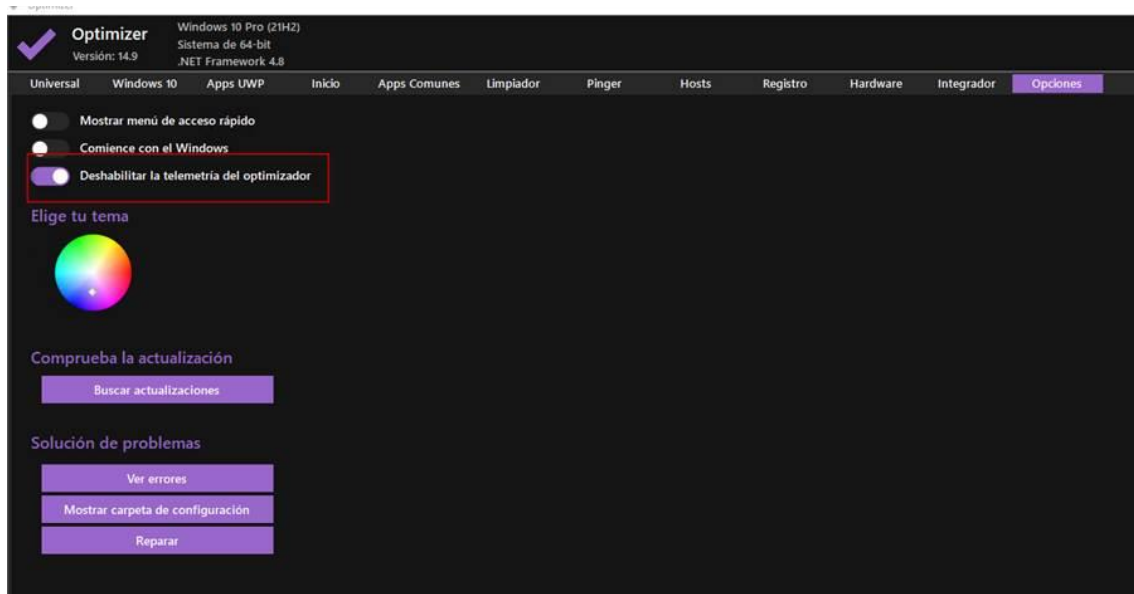 Optimizer
Versión: 14.9
Windows 10 Pro (21H2)
Sistema de 64-bit
.NET Framework 4.8
Universal Windows 10 Apps UWP Inicio Apps Comunes Limpiador Pinger Hosts Registro Hardware Integrador Opciones
Mostrar menú de acceso rápido
Comience con el Windows
Deshabilitar la telemetría del optimizador
Elige tu tema
Comprueba la actualización
Buscar actualizaciones
Solución de problemas
Ver errores
Mostrar carpeta de configuración
Reparar